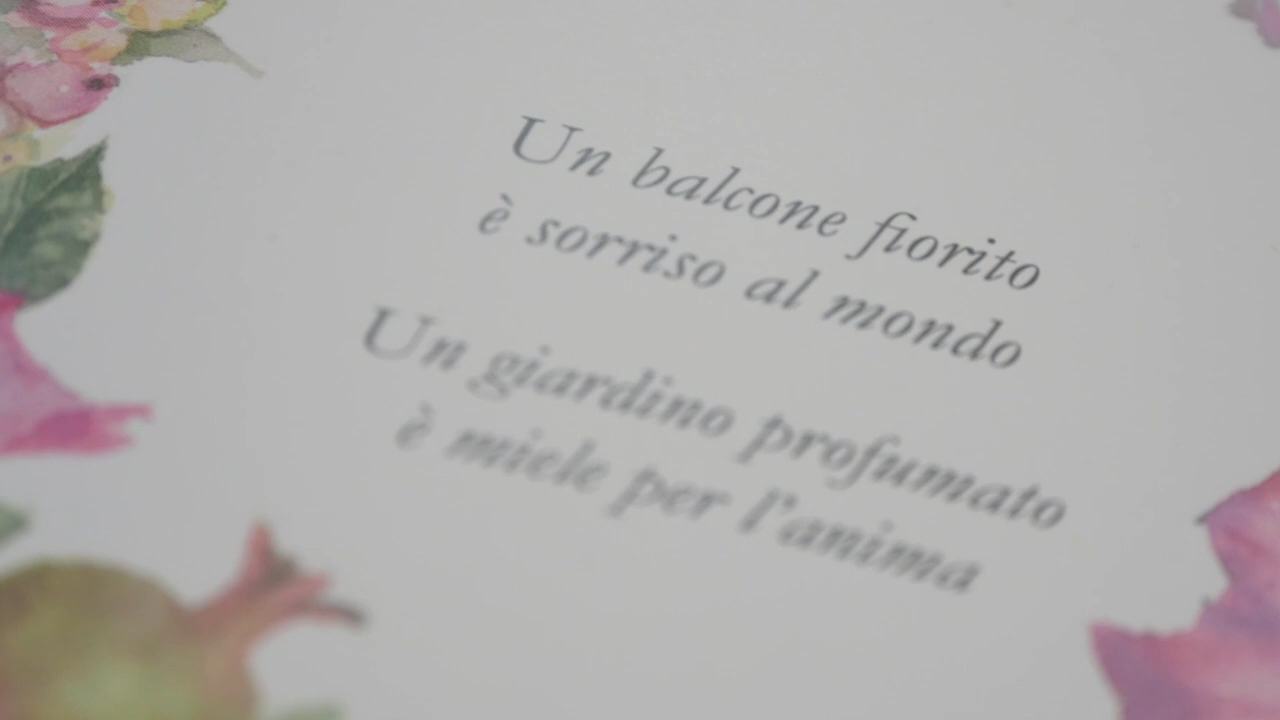 Un balcone fiorito
è sorriso al mondo
Un giardino profumato
è miele per l'anima